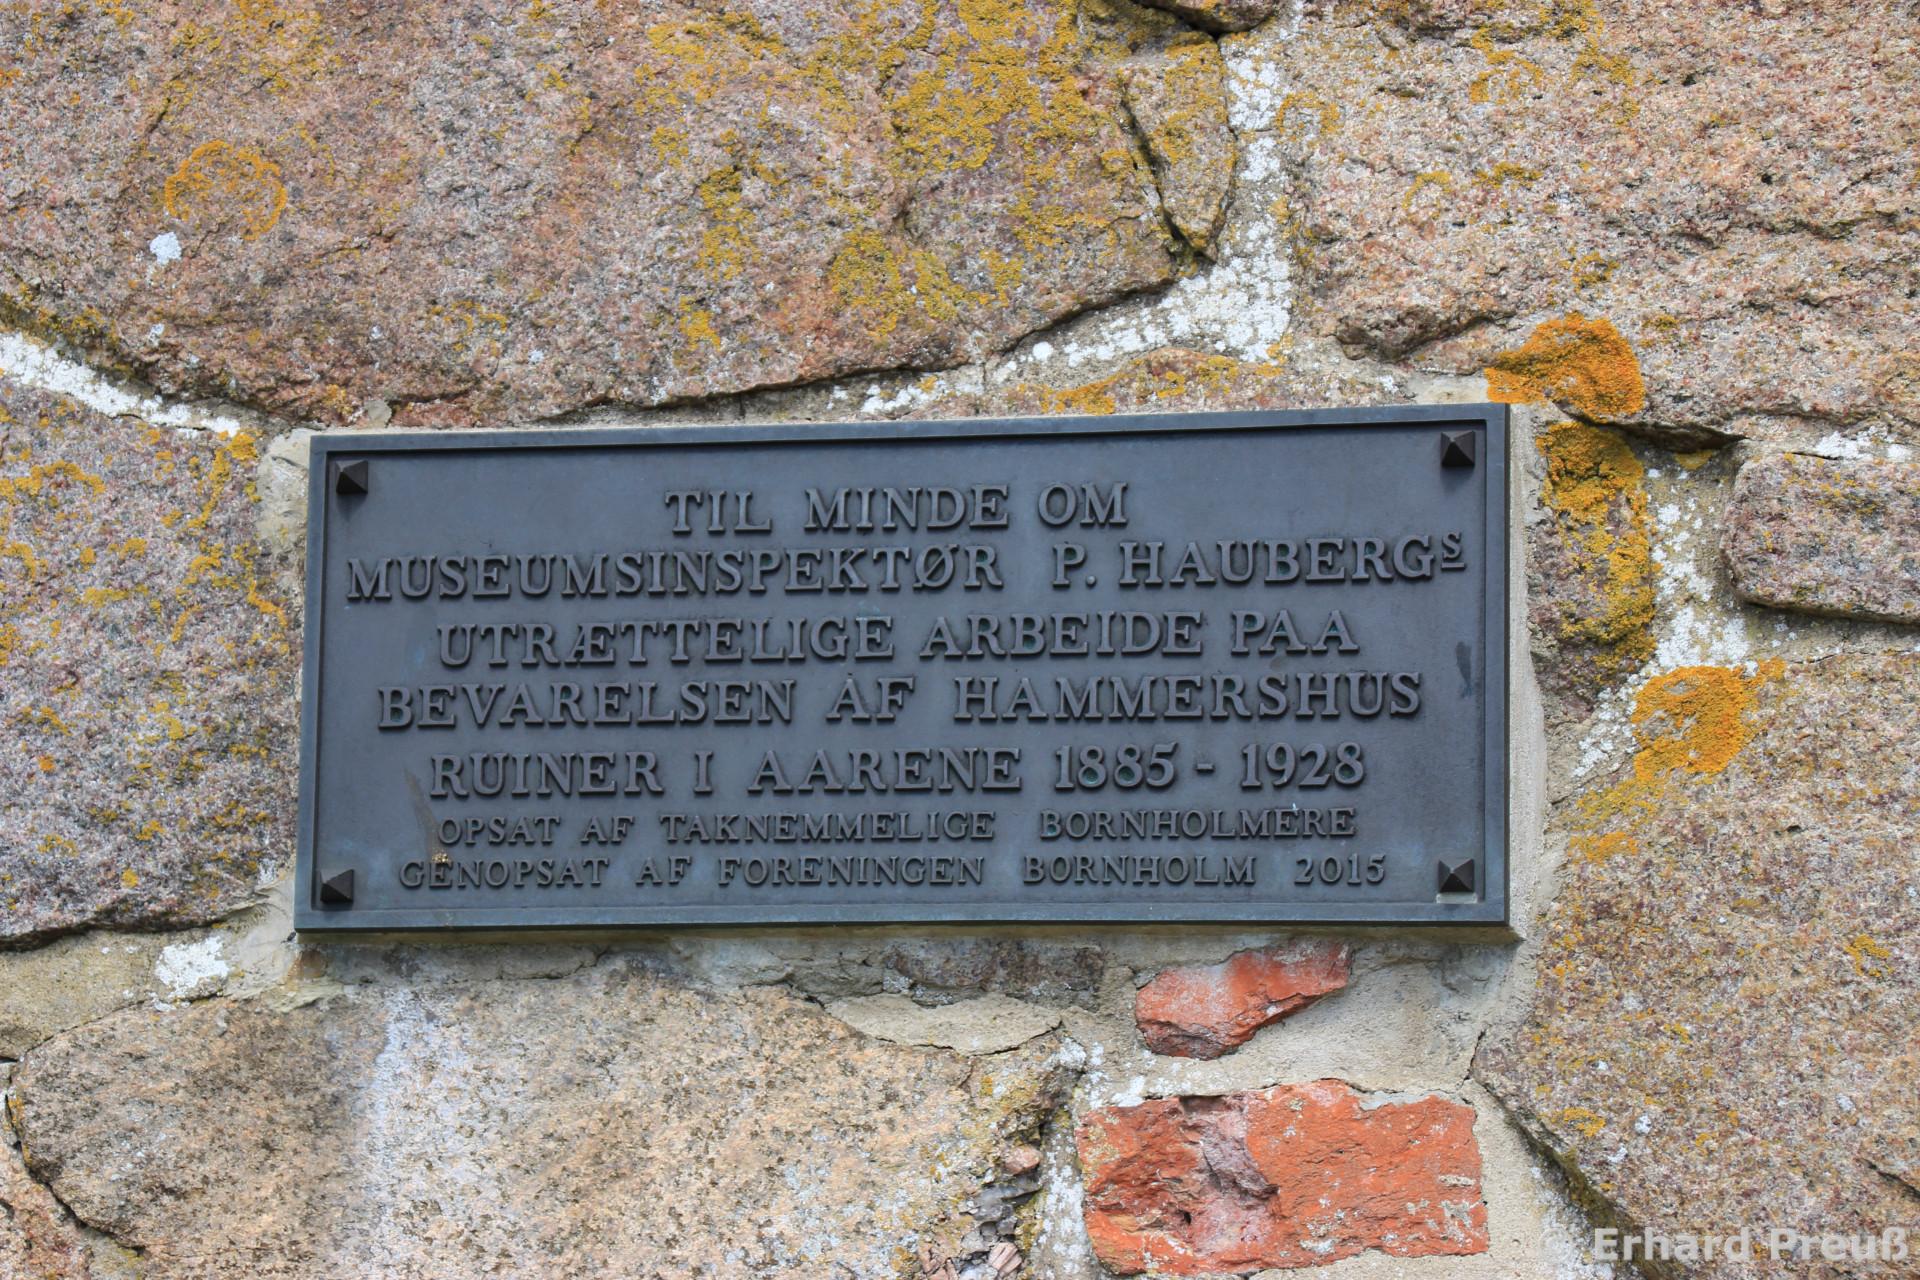 TIL MINDE OM
MUSEUMSINSPEKTØR P. HAUBERGS
UTRÆTTELIGE ARBEIDE PAA
BEVARELSEN AF HAMMERSHUS
RUINER I AARENE 1885 - 1928
OPSAT AF TAKNEMMELIGE BORNHOLMERE
GENOPSAT AF FORENINGEN BORNHOLM 2015
© Erhard Preuß